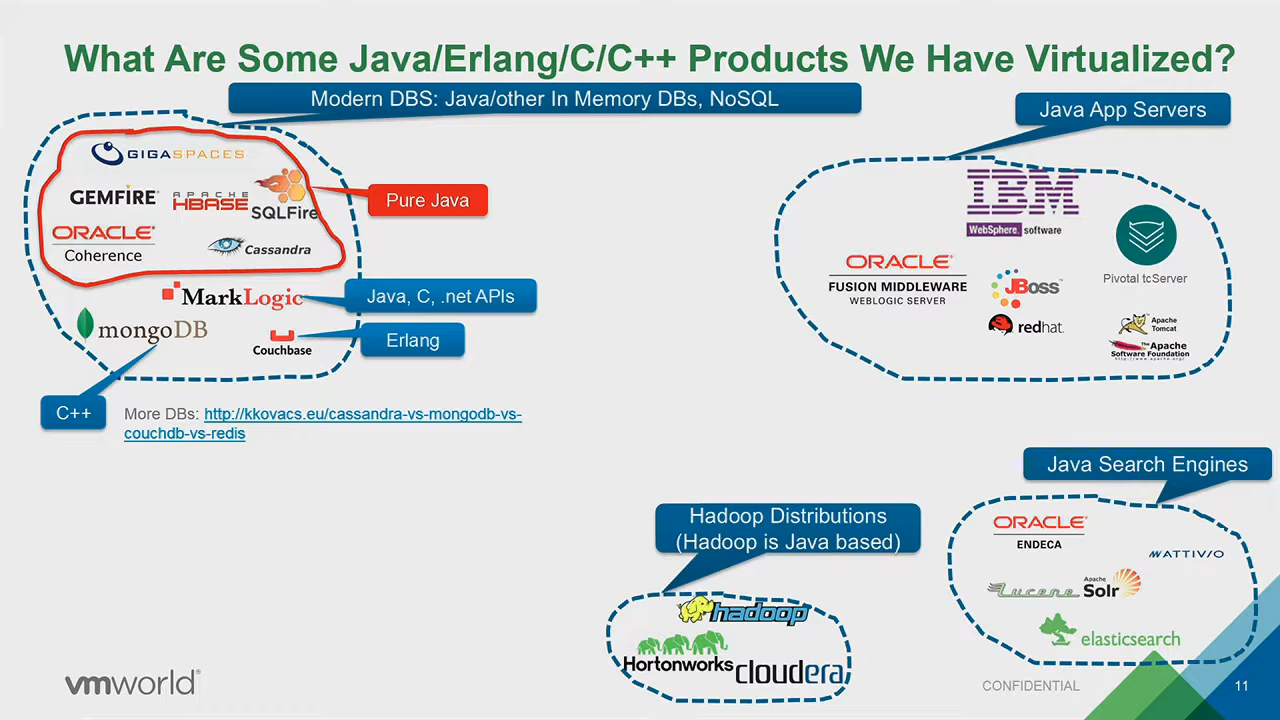 What Are Some Java/Erlang/C/C++ Products We Have Virtualized?
Modern DBS: Java/other In Memory DBs, NoSQL
GIGASPACES
GEMFIRE®
APACHE
HBASE
SQLFire
ORACLE®
Coherence
Cassandra
Pure Java
MarkLogic
Java, C, .net APIs
mongoDB
Couchbase
Erlang
C++
More DBs: http://kkovacs.eu/cassandra-vs-mongodb-vs-
couchdb-vs-redis
Java App Servers
IBM
WebSphere. software
ORACLE®
FUSION MIDDLEWARE
WEBLOGIC SERVER
JBoss
redhat.
Pivotal tcServer
Apache
Tomcat
The Apache
Software Foundation
http://www.apache.org/
Hadoop Distributions
(Hadoop is Java based)
hadoop
Hortonworks
cloudera
Java Search Engines
ORACLE®
ENDECA
ATTIVIO
Lucene
Apache
Solr
elasticsearch
vmworld®
CONFIDENTIAL
11